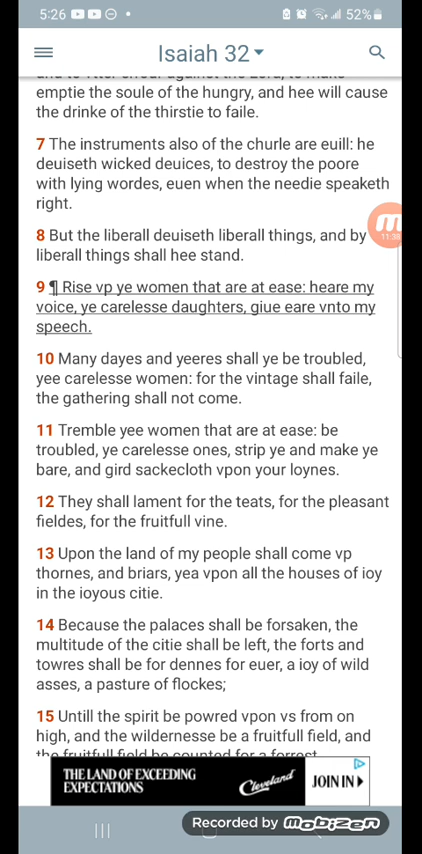 5:26
52%
Isaiah 32
emptie the soule of the hungry, and hee will cause
the drinke of the thirstie to faile.
7 The instruments also of the churle are euill: he
deuiseth wicked deuices, to destroy the poore
with lying wordes, euen when the needie speaketh
right.
8 But the liberall deuiseth liberall things, and by
liberall things shall hee stand.
11:38
9 ¶ Rise vp ye women that are at ease: heare my
voice, ye carelesse daughters, giue eare vnto my
speech.
10 Many dayes and yeeres shall ye be troubled,
yee carelesse women: for the vintage shall faile,
the gathering shall not come.
11 Tremble yee women that are at ease: be
troubled, ye carelesse ones, strip ye and make ye
bare, and gird sackecloth vpon your loynes.
12 They shall lament for the teats, for the pleasant
fieldes, for the fruitfull vine.
13 Upon the land of my people shall come vp
thornes, and briars, yea vpon all the houses of ioy
in the ioyous citie.
14 Because the palaces shall be forsaken, the
multitude of the citie shall be left, the forts and
towres shall be for dennes for euer, a ioy of wild
asses, a pasture of flockes;
15 Untill the spirit be powred vpon vs from on
high, and the wildernesse be a fruitfull field, and
the fruitfull field be counted for a forrest
THE LAND OF EXCEEDING
EXPECTATIONS
Cleveland
JOIN IN
Recorded by mobizen